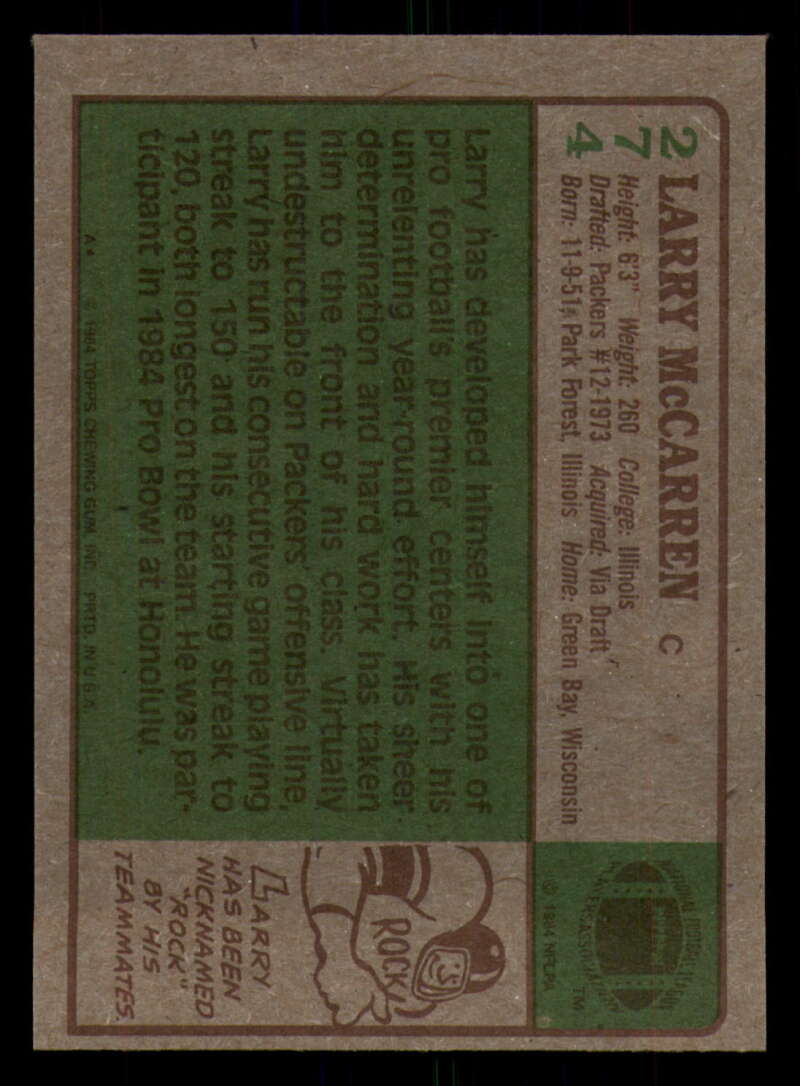 274
LARRY McCARREN C
Height: 6'3" Weight: 260 College: Illinois
Drafted: Packers #12-1973 Acquired: Via Draft
Born: 11-9-51, Park Forest, Illinois Home: Green Bay, Wisconsin
© 1984 NFLPA
TM
Larry has developed himself into one of
pro football's premier centers with his
unrelenting year-round effort. His sheer
determination and hard work has taken
him to the front of his class. Virtually
undestructable on Packers' offensive line,
Larry has run his consecutive game playing
streak to 150 and his starting streak to
120, both longest on the team. He was par-
ticipant in 1984 Pro Bowl at Honolulu.
ROCK
LARRY
HAS BEEN
NICKNAMED
"ROCK"
BY HIS
TEAMMATES.
A* © 1984 TOPPS CHEWING GUM, INC. PRTD. IN U.S.A.